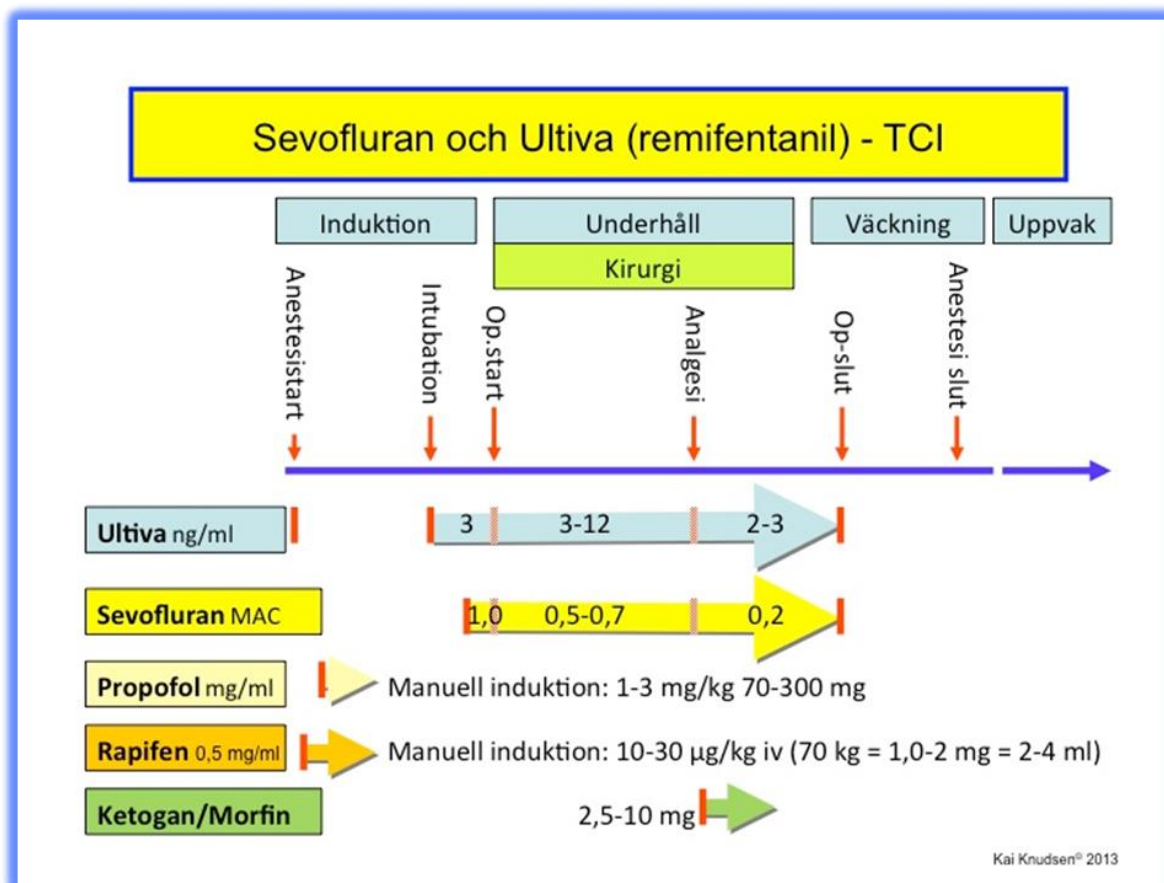 Sevofluran och Ultiva (remifentanil) - TCI
Induktion
Underhåll
Väckning
Uppvak
Kirurgi
Anestesistart
Intubation
Op.start
Analgesi
Op-slut
Anestesi slut
Ultiva ng/ml
3
3-12
2-3
Sevofluran MAC
1,0
0,5-0,7
0,2
Propofol mg/ml
Manuell induktion: 1-3 mg/kg 70-300 mg
Rapifen 0,5 mg/ml
Manuell induktion: 10-30 µg/kg iv (70 kg = 1,0-2 mg = 2-4 ml)
Ketogan/Morfin
2,5-10 mg
Kai Knudsen© 2013